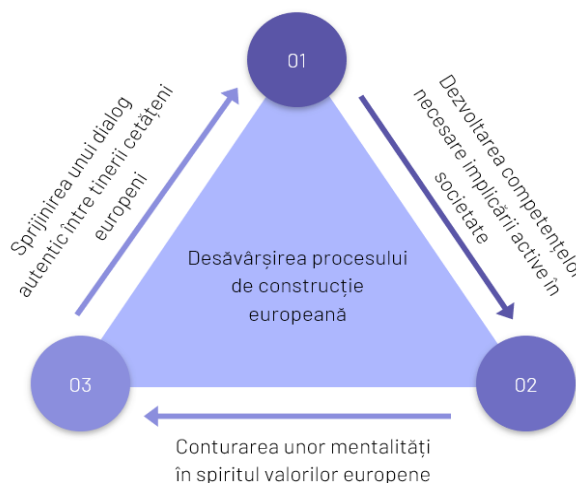 01
Dezvoltarea competențelor
necesare implicării active în
societate
02
Conturarea unor mentalități
în spiritul valorilor europene
03
Sprijinirea unui dialog
autentic între tinerii cetățeni
europeni
Desăvârșirea procesului
de construcție
europeană